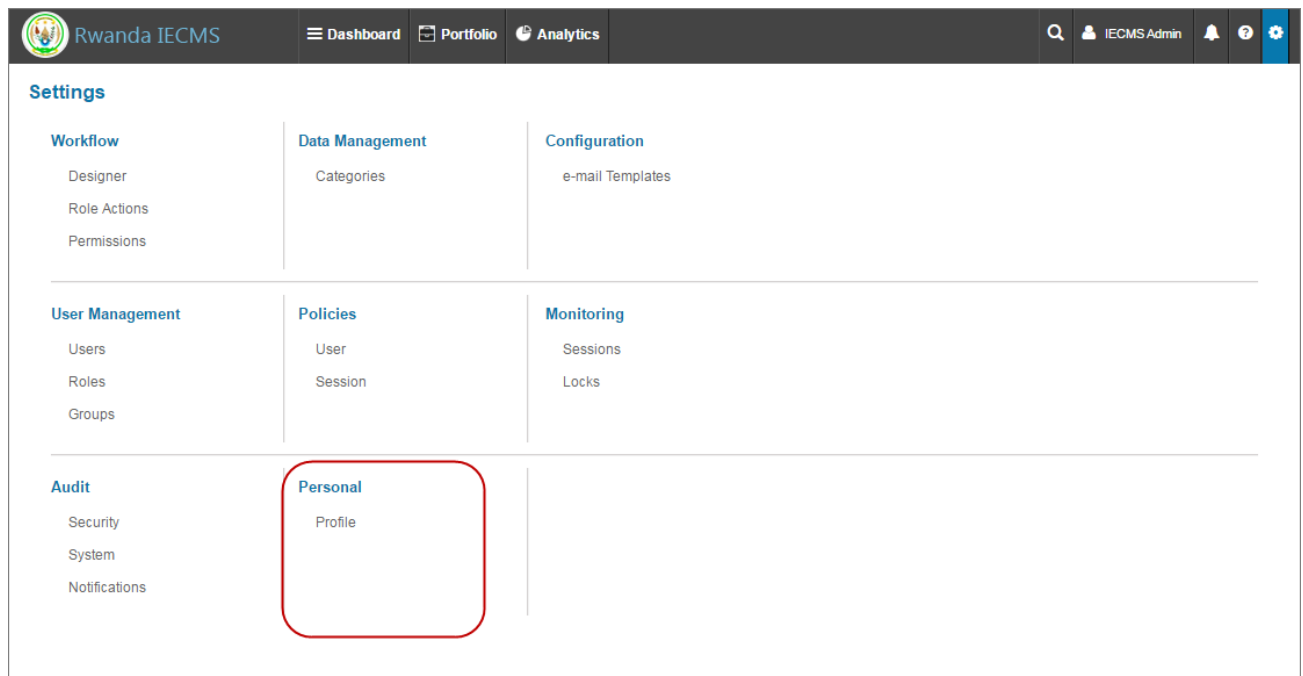 Rwanda IECMS
Dashboard
Portfolio
Analytics
IECMS Admin
Settings
Workflow
Designer
Role Actions
Permissions
Data Management
Categories
Configuration
e-mail Templates
User Management
Users
Roles
Groups
Policies
User
Session
Monitoring
Sessions
Locks
Audit
Security
System
Notifications
Personal
Profile